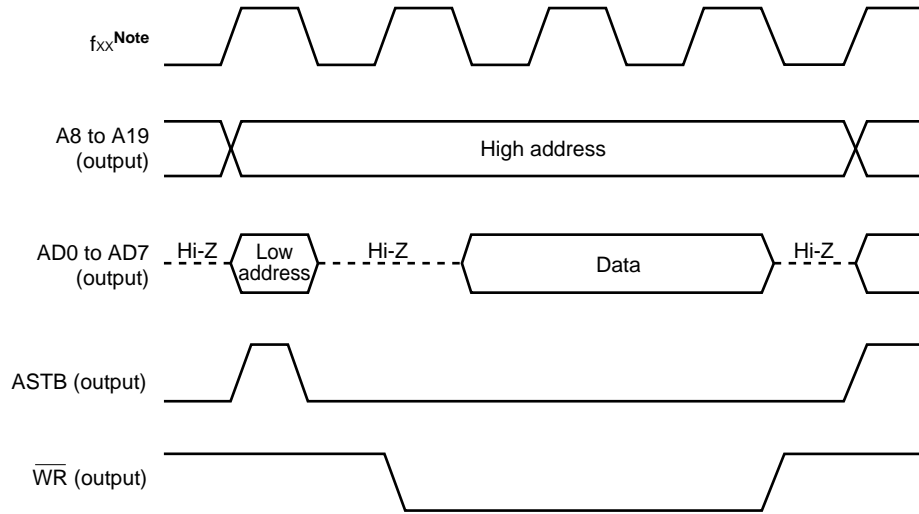 fxxNote
A8 to A19
(output)
High address
AD0 to AD7
(output)
Hi-Z
Low
address
Hi-Z
Data
Hi-Z
ASTB (output)
W̅R̅ (output)